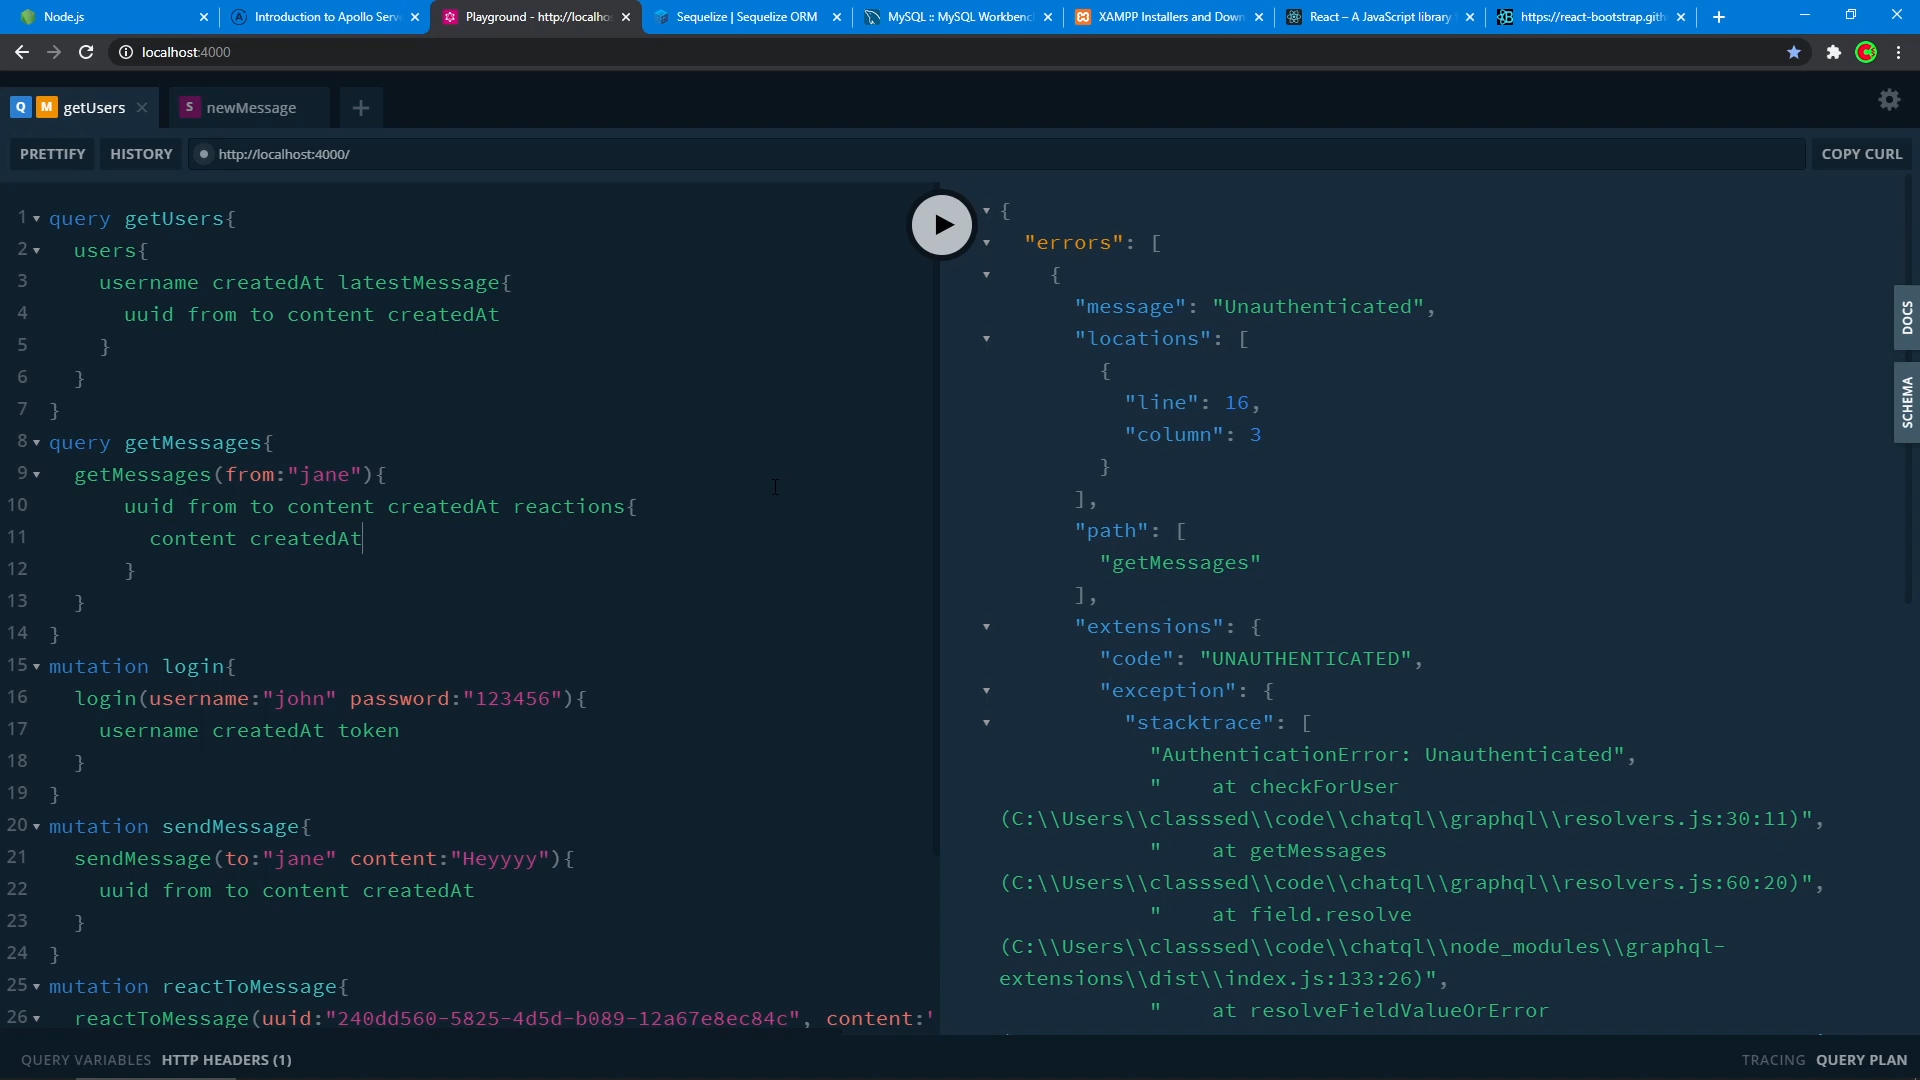 Node.js
Introduction to Apollo Serv
Playground - http://localho
Sequelize | Sequelize ORM
MySQL :: MySQL Workbenc
XAMPP Installers and Down
React – A JavaScript library
https://react-bootstrap.gith
localhost:4000
Q M getUsers
S newMessage
PRETTIFY
HISTORY
http://localhost:4000/
COPY CURL
1 query getUsers{
2 users{
3 username createdAt latestMessage{
4 uuid from to content createdAt
5 }
6 }
7 }
8 query getMessages{
9 getMessages(from:"jane"){
10 uuid from to content createdAt reactions{
11 content createdAt
12 }
13 }
14 }
15 mutation login{
16 login(username:"john" password:"123456"){
17 username createdAt token
18 }
19 }
20 mutation sendMessage{
21 sendMessage(to:"jane" content:"Heyyyy"){
22 uuid from to content createdAt
23 }
24 }
25 mutation reactToMessage{
26 reactToMessage(uuid:"240dd560-5825-4d5d-b089-12a67e8ec84c", content:'
{
"errors": [
{
"message": "Unauthenticated",
"locations": [
{
"line": 16,
"column": 3
}
],
"path": [
"getMessages"
],
"extensions": {
"code": "UNAUTHENTICATED",
"exception": {
"stacktrace": [
"AuthenticationError: Unauthenticated",
" at checkForUser
(C:\\Users\\classsed\\code\\chatql\\graphql\\resolvers.js:30:11)",
" at getMessages
(C:\\Users\\classsed\\code\\chatql\\graphql\\resolvers.js:60:20)",
" at field.resolve
(C:\\Users\\classsed\\code\\chatql\\node_modules\\graphql-
extensions\\dist\\index.js:133:26)",
" at resolveFieldValueOrError
DOCS
SCHEMA
QUERY VARIABLES
HTTP HEADERS (1)
TRACING
QUERY PLAN